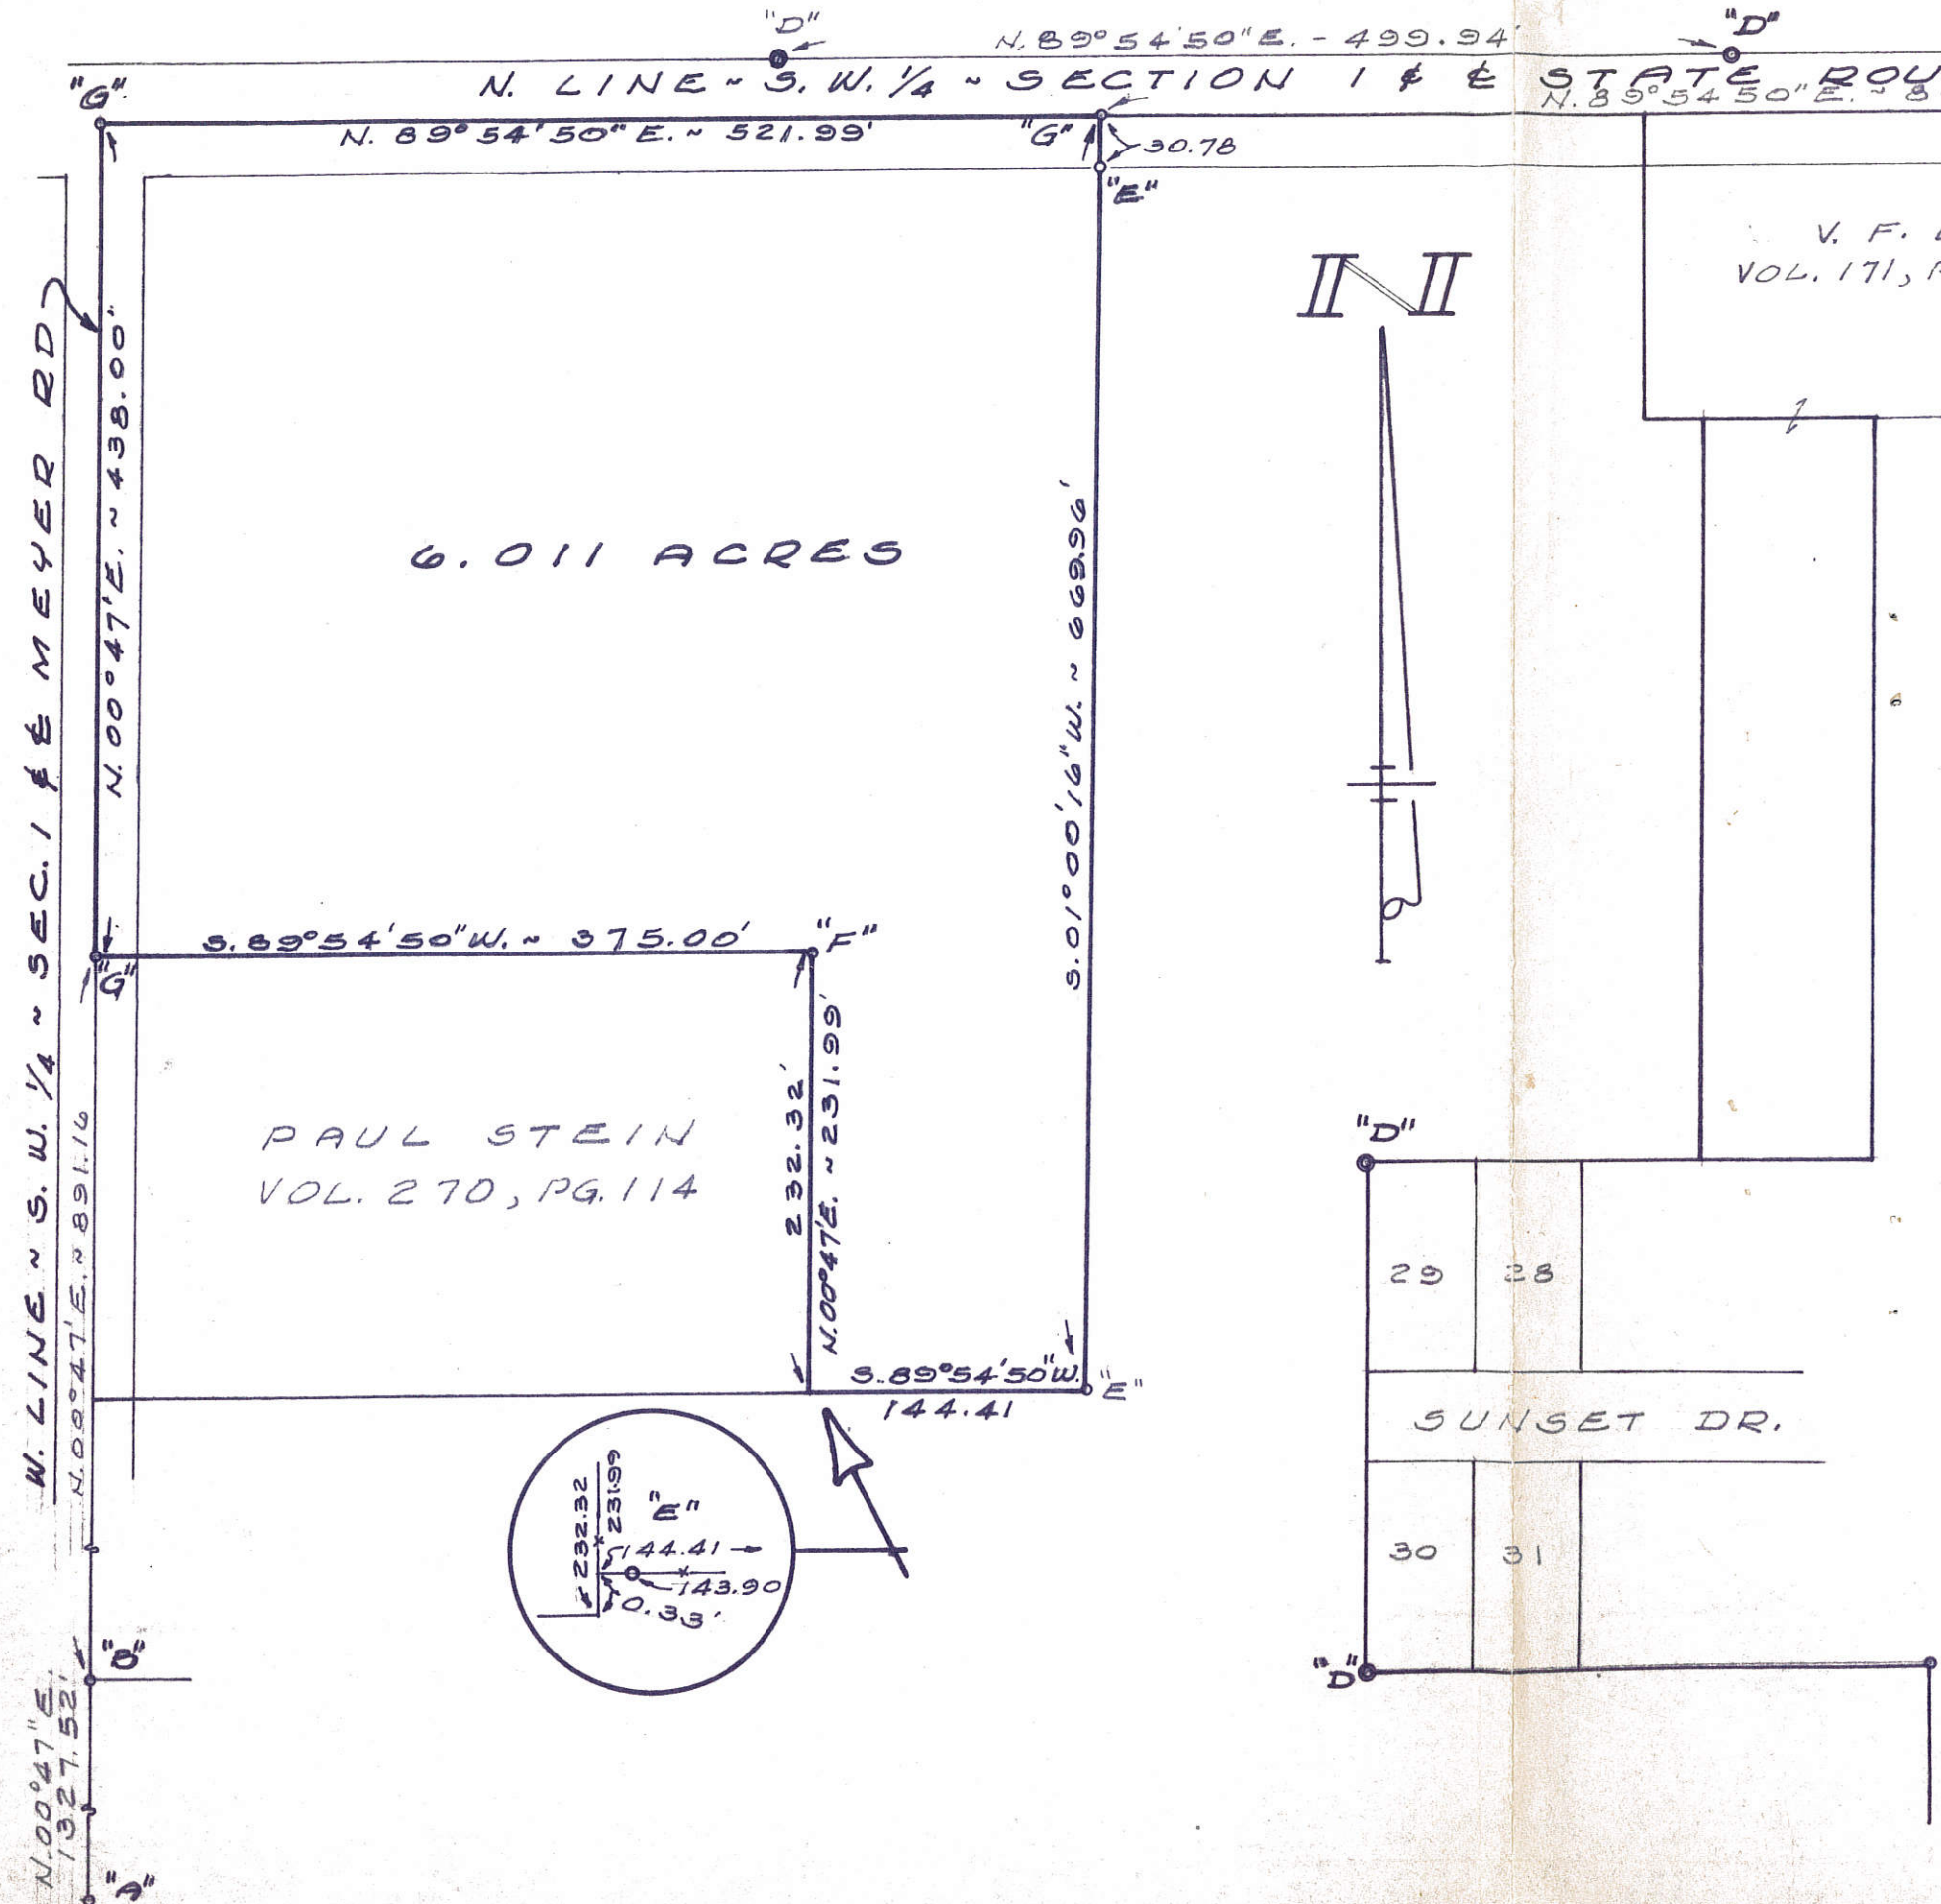 "D"
N. 89° 54' 50" E. - 499.94'
"D"
"G"
N. LINE ~ S. W. 1/4 ~ SECTION 1 & ℄ STATE
N. 89° 54' 50" E. ~ 521.99'
"G"
30.78
N. 89° 54' 50" E. ~ 8
"E"
V. F.
VOL. 171,
N
W. LINE ~ S. W. 1/4 ~ SEC. 1 & ℄ MEYER RD
N. 00° 47' E. ~ 438.00'
6.011 ACRES
S. 01° 00' 16" W. ~ 669.96'
S. 89° 54' 50" W. ~ 375.00'
"F"
"G"
N. 00° 47' E. ~ 891.16
PAUL STEIN
VOL. 270, PG. 114
232.32'
N. 00° 47' E. ~ 231.99'
S. 89° 54' 50" W.
144.41
"E"
"D"
29
28
SUNSET DR.
30
31
"D"
232.32
231.99
"E"
144.41
143.90
0.33'
"B"
N. 00° 47" E.
1327.52'
"A"